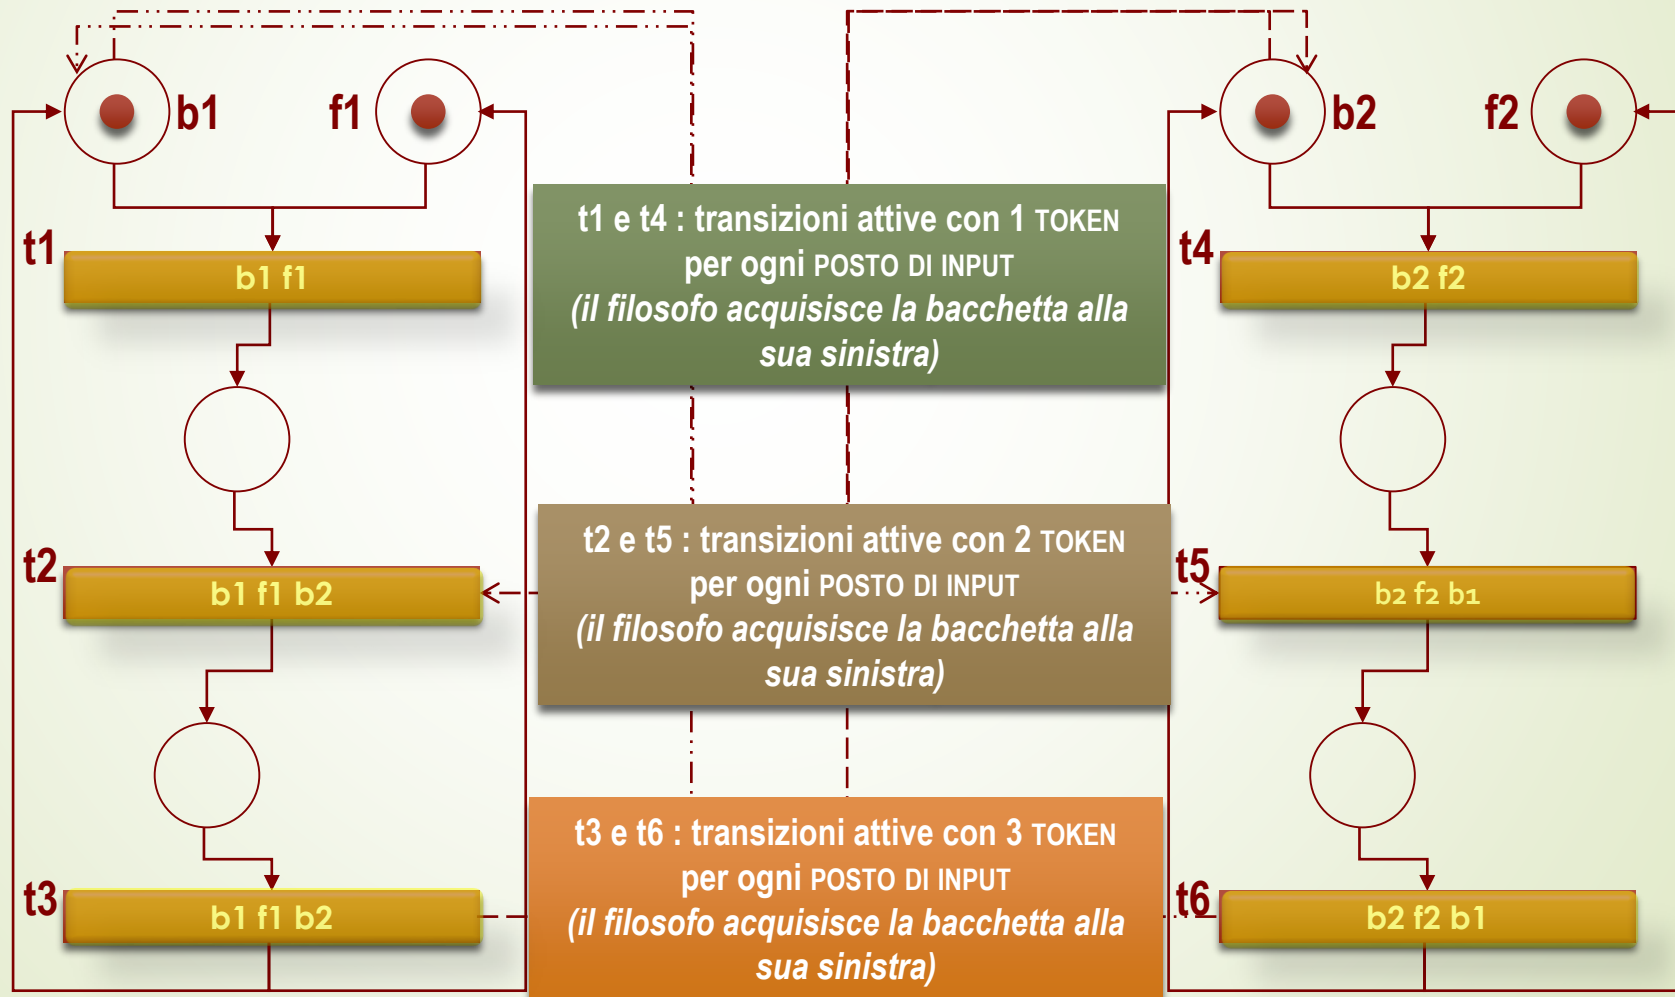 b1
f1
b2
f2
t1
b1 f1
t1 e t4 : transizioni attive con 1 TOKEN
per ogni POSTO DI INPUT
(il filosofo acquisisce la bacchetta alla
sua sinistra)
t4
b2 f2
t2
b1 f1 b2
t2 e t5 : transizioni attive con 2 TOKEN
per ogni POSTO DI INPUT
(il filosofo acquisisce la bacchetta alla
sua sinistra)
t5
b2 f2 b1
t3
b1 f1 b2
t3 e t6 : transizioni attive con 3 TOKEN
per ogni POSTO DI INPUT
(il filosofo acquisisce la bacchetta alla
sua sinistra)
t6
b2 f2 b1